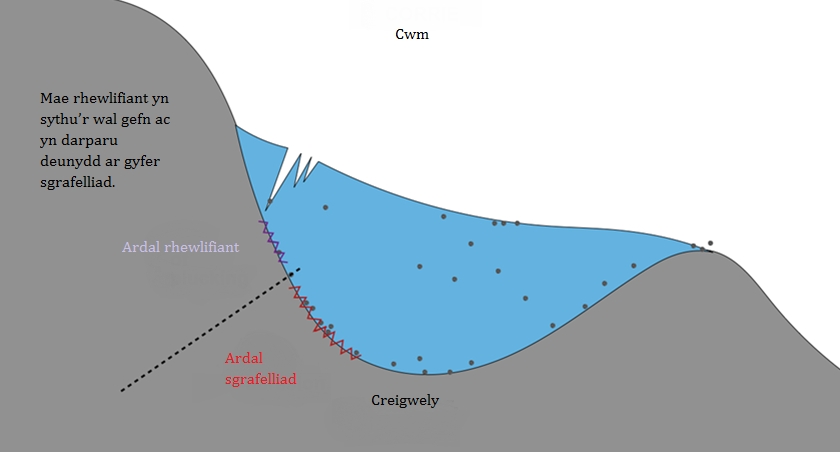 Cwm
Mae rhewlifiant yn
sythu’r wal gefn ac
yn darparu
deunydd ar gyfer
sgrafelliad.
Ardal rhewlifiant
Ardal
sgrafelliad
Creigwely